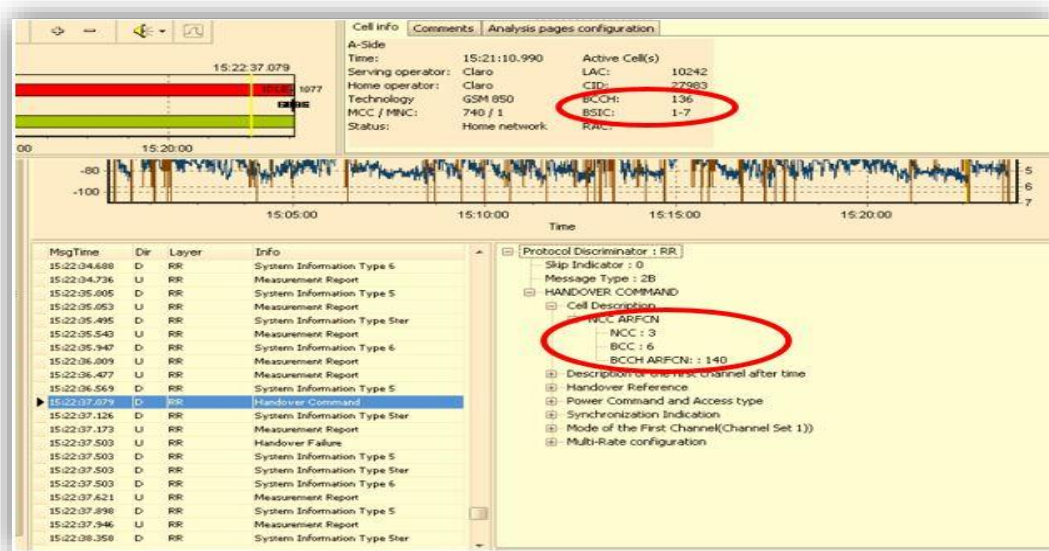 Cell info Comments Analysis pages configuration
A-Side
Time: 15:21:10.990 Active Cell(s)
Serving operator: Claro LAC: 10242
Home operator: Claro CID: 27983
Technology GSM 850 BCCH: 136
MCC / MNC: 740 / 1 BSIC: 1-7
Status: Home network RAC:
15:22:37.079
1077
00 15:20:00
-80
-100
5
6
7
15:05:00 15:10:00 15:15:00 15:20:00
Time
MsgTime Dir Layer Info
15:22:34.688 D RR System Information Type 6
15:22:34.736 U RR Measurement Report
15:22:35.005 D RR System Information Type 5
15:22:35.053 U RR Measurement Report
15:22:35.495 D RR System Information Type 5ter
15:22:35.543 U RR Measurement Report
15:22:35.947 D RR System Information Type 6
15:22:36.009 U RR Measurement Report
15:22:36.477 U RR Measurement Report
15:22:36.569 D RR System Information Type 5
15:22:37.079 D RR Handover Command
15:22:37.126 D RR System Information Type 5ter
15:22:37.173 U RR Measurement Report
15:22:37.503 U RR Handover Failure
15:22:37.503 D RR System Information Type 5
15:22:37.503 D RR System Information Type 5ter
15:22:37.503 D RR System Information Type 6
15:22:37.621 U RR Measurement Report
15:22:37.898 D RR System Information Type 5
15:22:37.946 U RR Measurement Report
15:22:38.358 D RR System Information Type 5ter
Protocol Discriminator : RR
Skip Indicator : 0
Message Type : 2B
HANDOVER COMMAND
Cell Description
NCC ARFCN
NCC : 3
BCC : 6
BCCH ARFCN: : 140
Description of the first channel after time
Handover Reference
Power Command and Access type
Synchronization Indication
Mode of the First Channel(Channel Set 1))
Multi-Rate configuration